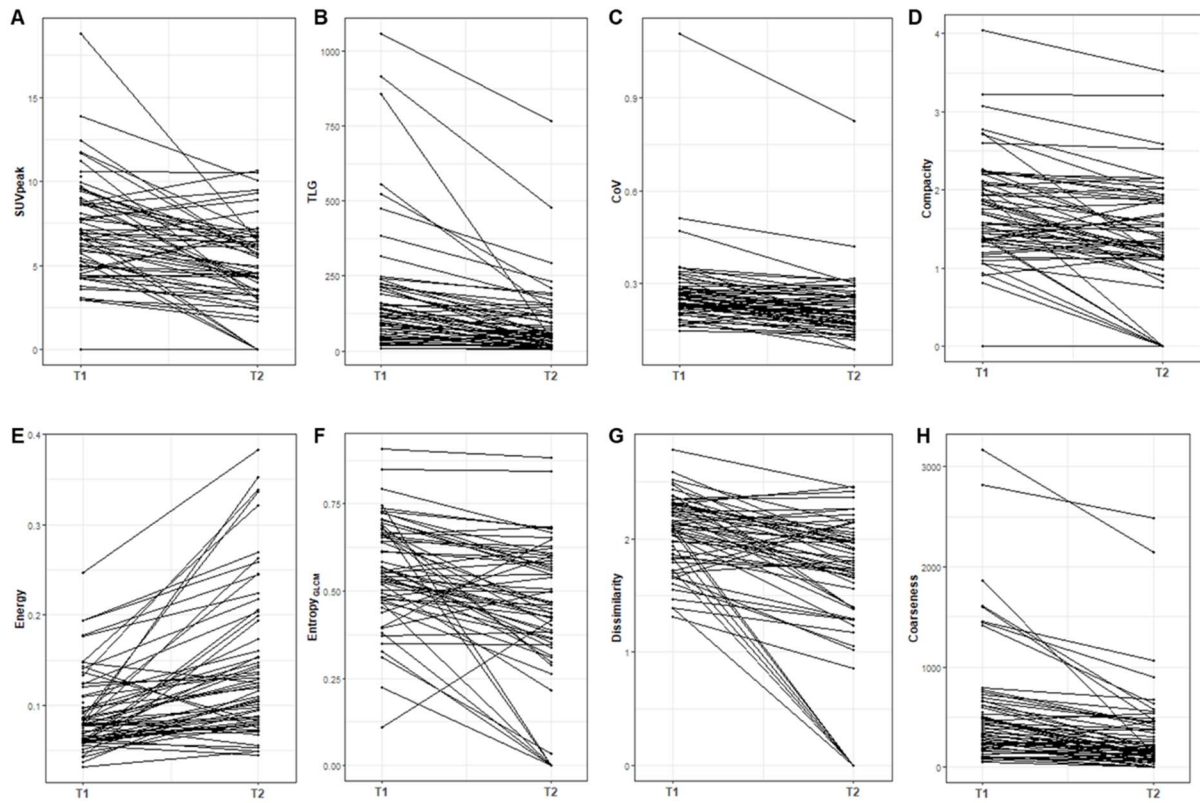 A
SUVpeak
15
10
5
0
T1 T2
B
TLG
1000
750
500
250
0
T1 T2
C
CoV
0.9
0.6
0.3
T1 T2
D
Compacity
4
3
2
1
0
T1 T2
E
Energy
0.4
0.3
0.2
0.1
T1 T2
F
Entropy GLCM
0.75
0.50
0.25
0.00
T1 T2
G
Dissimilarity
2
1
0
T1 T2
H
Coarseness
3000
2000
1000
0
T1 T2